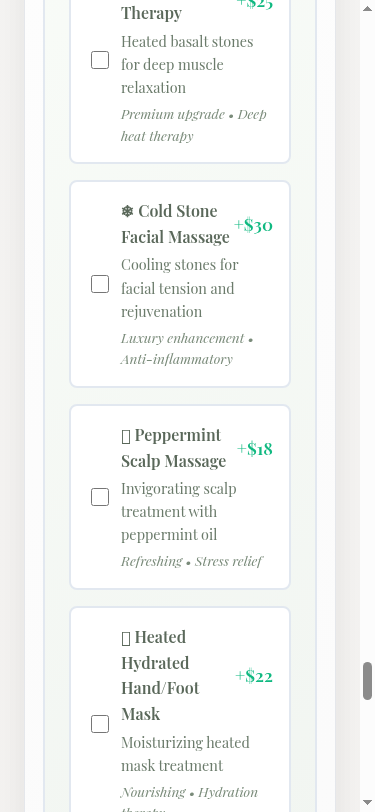 Therapy
+$25
Heated basalt stones
for deep muscle
relaxation
Premium upgrade • Deep
heat therapy
❄ Cold Stone
Facial Massage
+$30
Cooling stones for
facial tension and
rejuvenation
Luxury enhancement •
Anti-inflammatory
Peppermint
Scalp Massage
+$18
Invigorating scalp
treatment with
peppermint oil
Refreshing • Stress relief
Heated
Hydrated
Hand/Foot
Mask
+$22
Moisturizing heated
mask treatment
Nourishing • Hydration
therapy